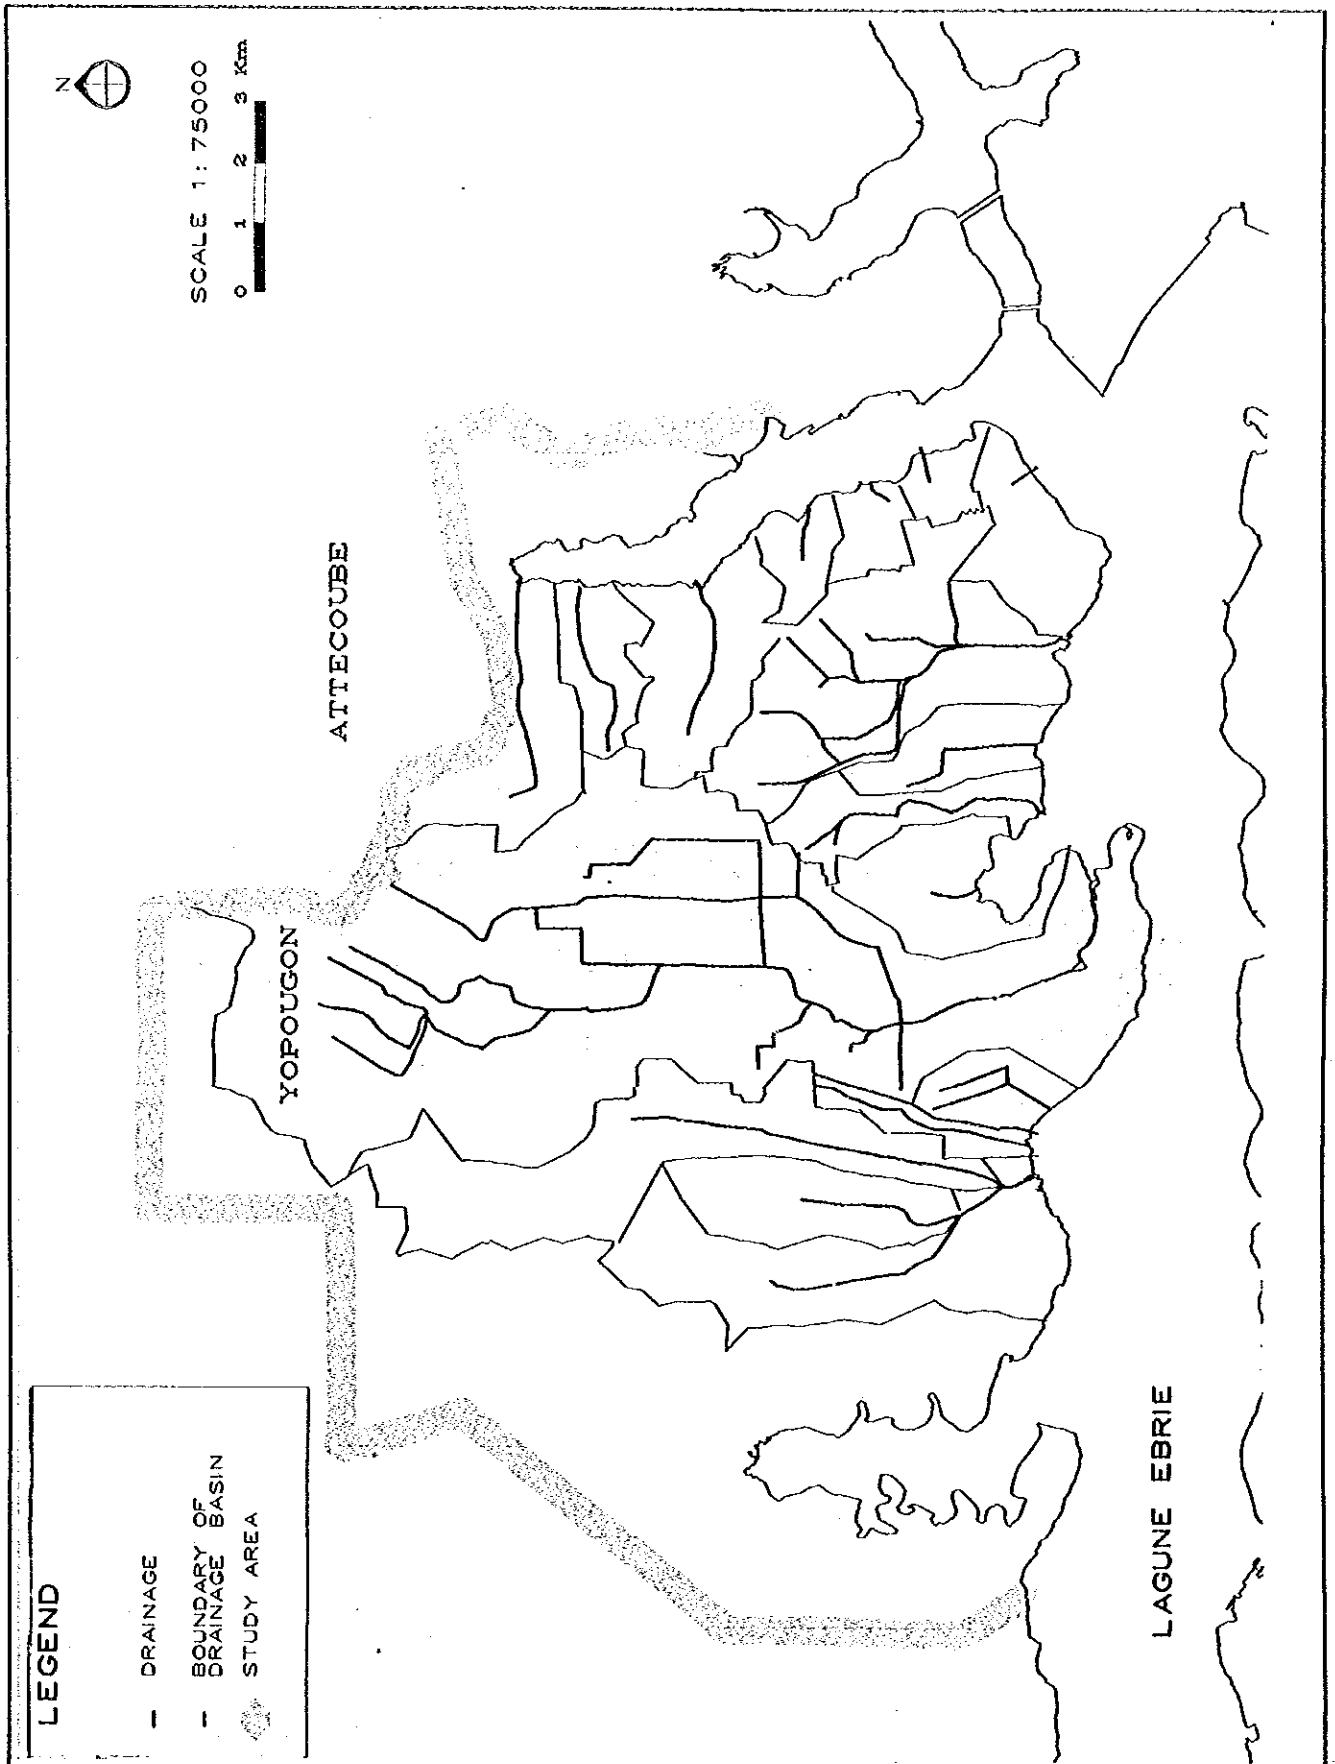 LEGEND
DRAINAGE
BOUNDARY OF
DRAINAGE BASIN
STUDY AREA
YOPOUGON
ATTECOUBE
LAGUNE EBRIE
N
SCALE 1:75000
0 1 2 3 Km